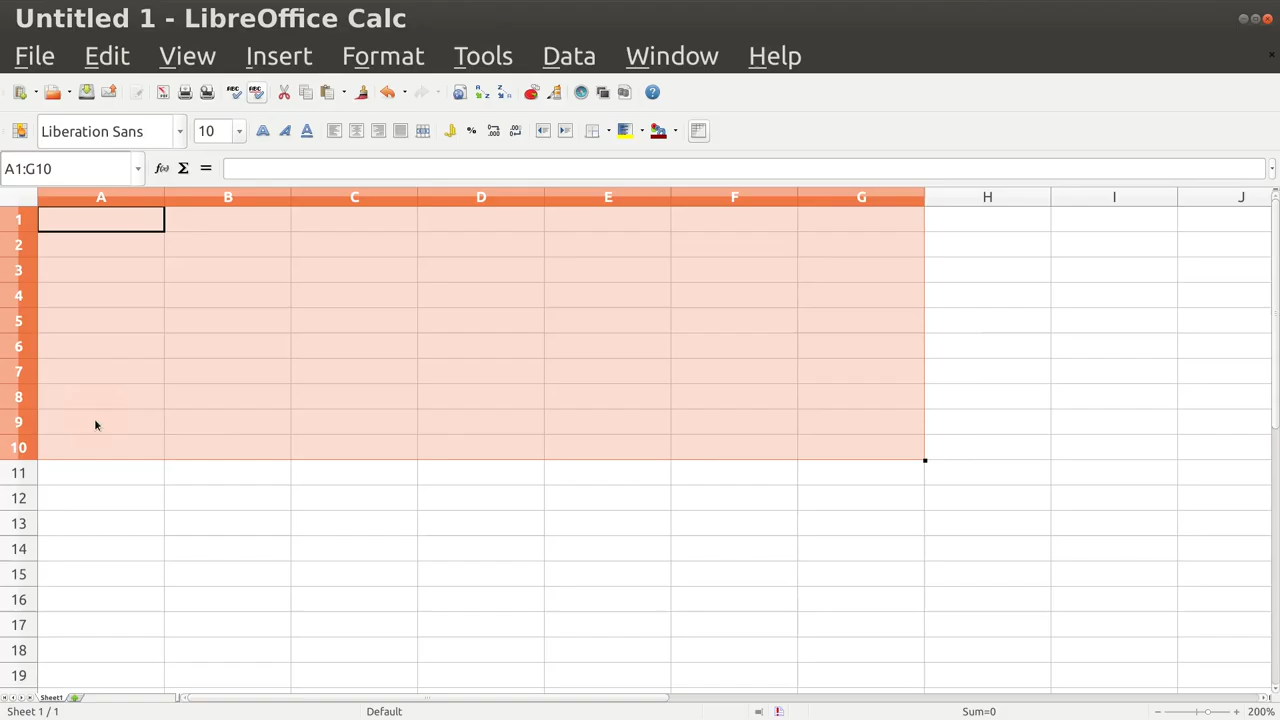 Untitled 1 - LibreOffice Calc
File Edit View Insert Format Tools Data Window Help
Liberation Sans 10
A1:G10
A B C D E F G H I J
1
2
3
4
5
6
7
8
9
10
11
12
13
14
15
16
17
18
19
Sheet1
Sheet 1 / 1 Default Sum=0 200%